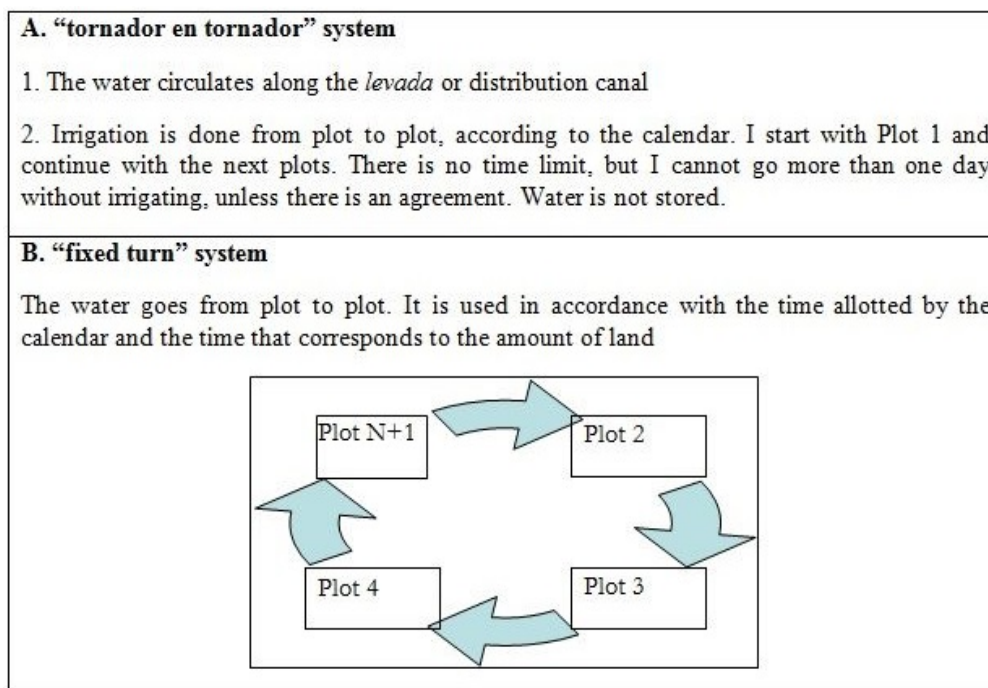 A. “tornador en tornador” system
1. The water circulates along the levada or distribution canal
2. Irrigation is done from plot to plot, according to the calendar. I start with Plot 1 and
continue with the next plots. There is no time limit, but I cannot go more than one day
without irrigating, unless there is an agreement. Water is not stored.
B. “fixed turn” system
The water goes from plot to plot. It is used in accordance with the time allotted by the
calendar and the time that corresponds to the amount of land
Plot N+1
Plot 2
Plot 4
Plot 3